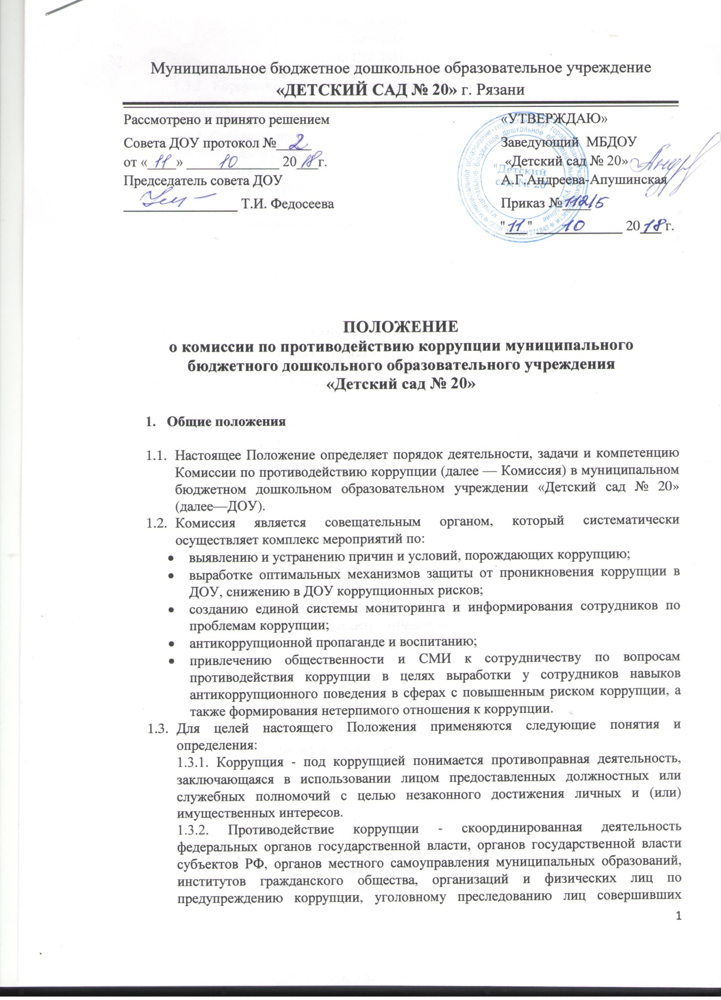 Муниципальное бюджетное дошкольное образовательное учреждение
«ДЕТСКИЙ САД № 20» г. Рязани
Рассмотрено и принято решением
Совета ДОУ протокол № 2
от «11» 10 2018 г.
Председатель совета ДОУ
Т.И. Федосеева
«УТВЕРЖДАЮ»
Заведующий МБДОУ
«Детский сад № 20»
А.Г.Андреева-Апушинская
Приказ № 112/5
"11" 10 2018 г.
"Детский
сад № 20"
ПОЛОЖЕНИЕ
о комиссии по противодействию коррупции муниципального
бюджетного дошкольного образовательного учреждения
«Детский сад № 20»
1. Общие положения
1.1. Настоящее Положение определяет порядок деятельности, задачи и компетенцию
Комиссии по противодействию коррупции (далее — Комиссия) в муниципальном
бюджетном дошкольном образовательном учреждении «Детский сад № 20»
(далее—ДОУ).
1.2. Комиссия является совещательным органом, который систематически
осуществляет комплекс мероприятий по:
• выявлению и устранению причин и условий, порождающих коррупцию;
• выработке оптимальных механизмов защиты от проникновения коррупции в
ДОУ, снижению в ДОУ коррупционных рисков;
• созданию единой системы мониторинга и информирования сотрудников по
проблемам коррупции;
• антикоррупционной пропаганде и воспитанию;
• привлечению общественности и СМИ к сотрудничеству по вопросам
противодействия коррупции в целях выработки у сотрудников навыков
антикоррупционного поведения в сферах с повышенным риском коррупции, а
также формирования нетерпимого отношения к коррупции.
1.3. Для целей настоящего Положения применяются следующие понятия и
определения:
1.3.1. Коррупция - под коррупцией понимается противоправная деятельность,
заключающаяся в использовании лицом предоставленных должностных или
служебных полномочий с целью незаконного достижения личных и (или)
имущественных интересов.
1.3.2. Противодействие коррупции - скоординированная деятельность
федеральных органов государственной власти, органов государственной власти
субъектов РФ, органов местного самоуправления муниципальных образований,
институтов гражданского общества, организаций и физических лиц по
предупреждению коррупции, уголовному преследованию лиц совершивших
1